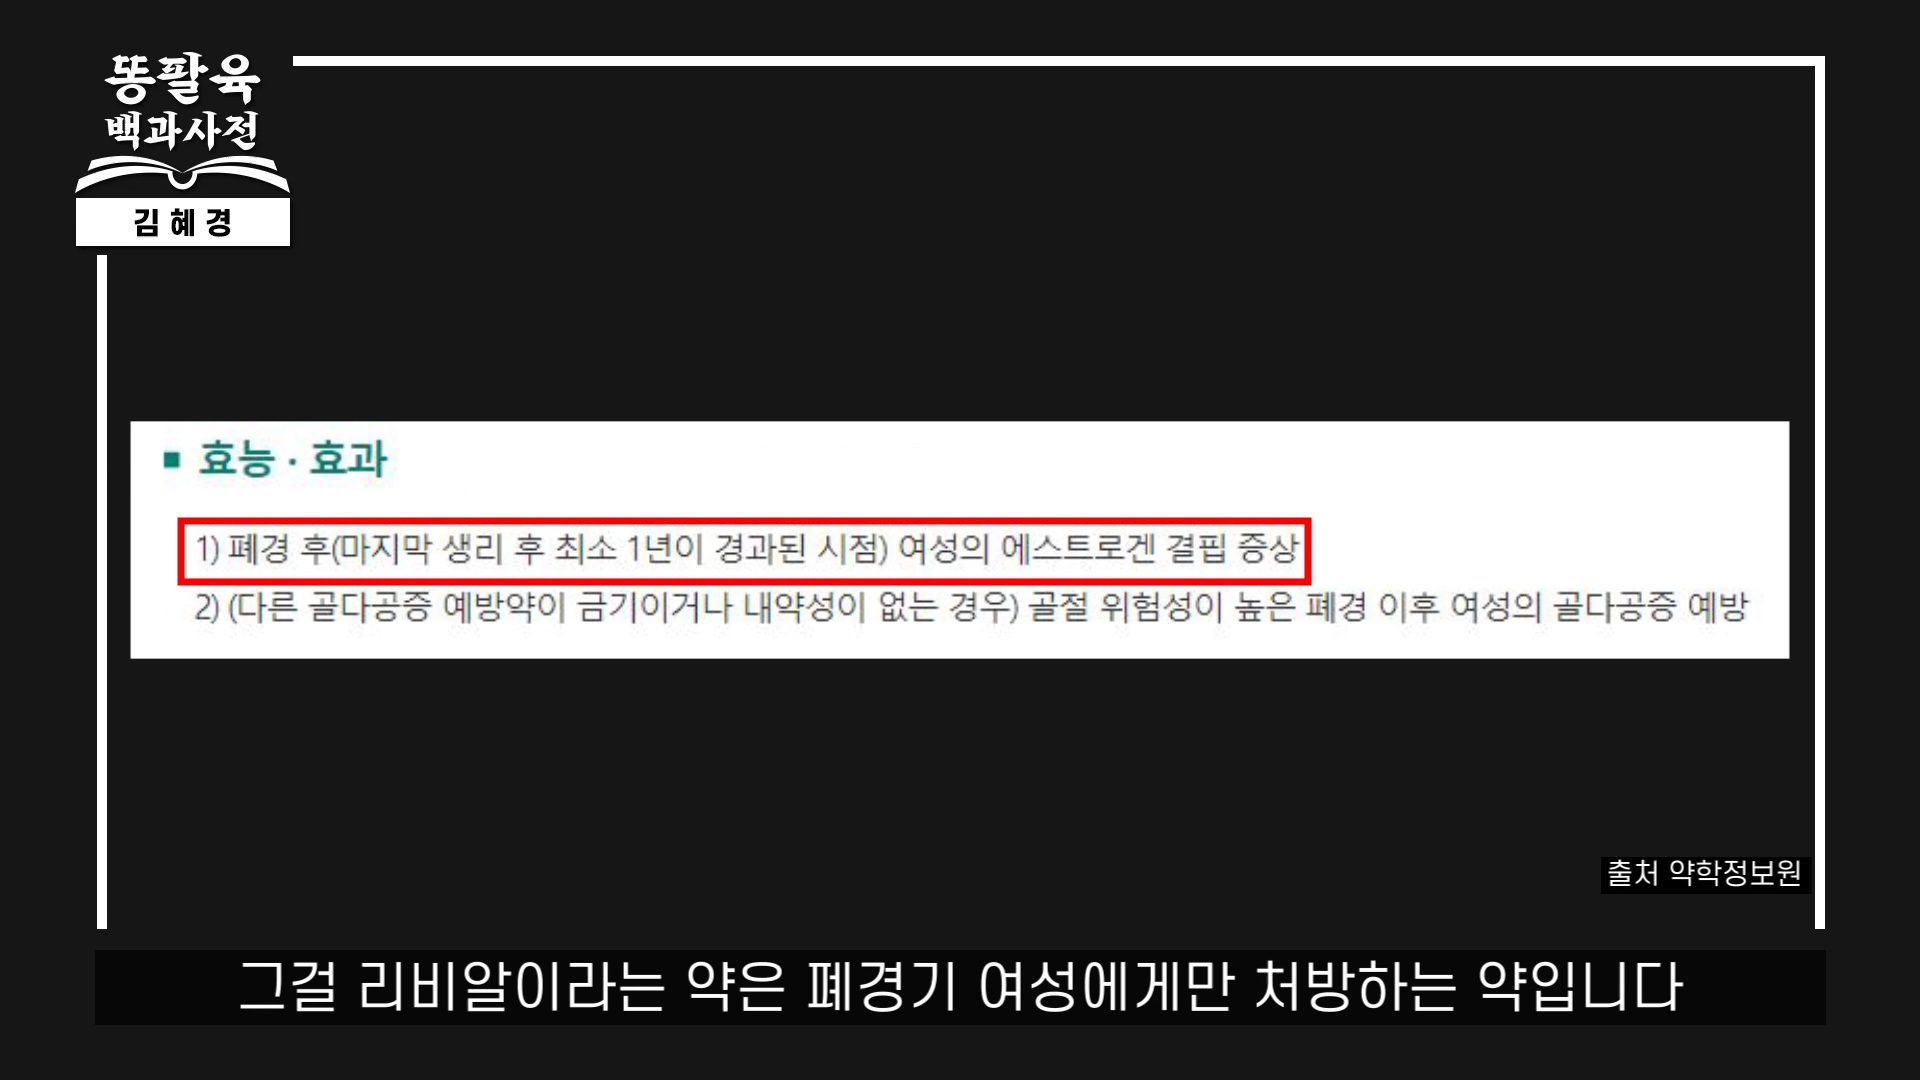 똥팔육
백과사전
김혜경
효능 · 효과
1) 폐경 후(마지막 생리 후 최소 1년이 경과된 시점) 여성의 에스트로겐 결핍 증상
2) (다른 골다공증 예방약이 금기이거나 내약성이 없는 경우) 골절 위험성이 높은 폐경 이후 여성의 골다공증 예방
출처 약학정보원
그걸 리비알이라는 약은 폐경기 여성에게만 처방하는 약입니다